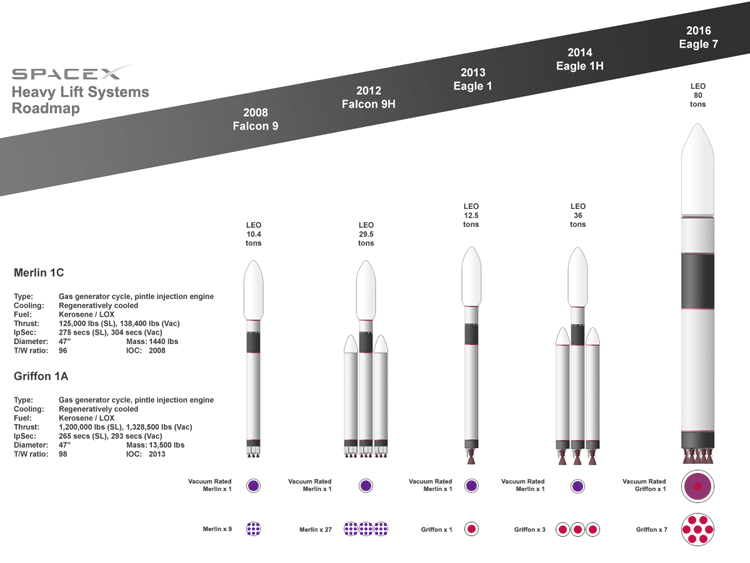 SPACEX
Heavy Lift Systems
Roadmap
2008
Falcon 9
2012
Falcon 9H
2013
Eagle 1
2014
Eagle 1H
2016
Eagle 7
LEO
10.4
tons
LEO
29.5
tons
LEO
12.5
tons
LEO
36
tons
LEO
80
tons
Merlin 1C
Type: Gas generator cycle, pintle injection engine
Cooling: Regeneratively cooled
Fuel: Kerosene / LOX
Thrust: 125,000 lbs (SL), 138,400 lbs (Vac)
IpSec: 275 secs (SL), 304 secs (Vac)
Diameter: 47" Mass: 1440 lbs
T/W ratio: 96 IOC: 2008
Griffon 1A
Type: Gas generator cycle, pintle injection engine
Cooling: Regeneratively cooled
Fuel: Kerosene / LOX
Thrust: 1,200,000 lbs (SL), 1,328,500 lbs (Vac)
IpSec: 265 secs (SL), 293 secs (Vac)
Diameter: 47" Mass: 13,500 lbs
T/W ratio: 98 IOC: 2013
Vacuum Rated
Merlin x 1
Vacuum Rated
Merlin x 1
Vacuum Rated
Merlin x 1
Vacuum Rated
Merlin x 1
Vacuum Rated
Griffon x 1
Merlin x 9
Merlin x 27
Griffon x 1
Griffon x 3
Griffon x 7